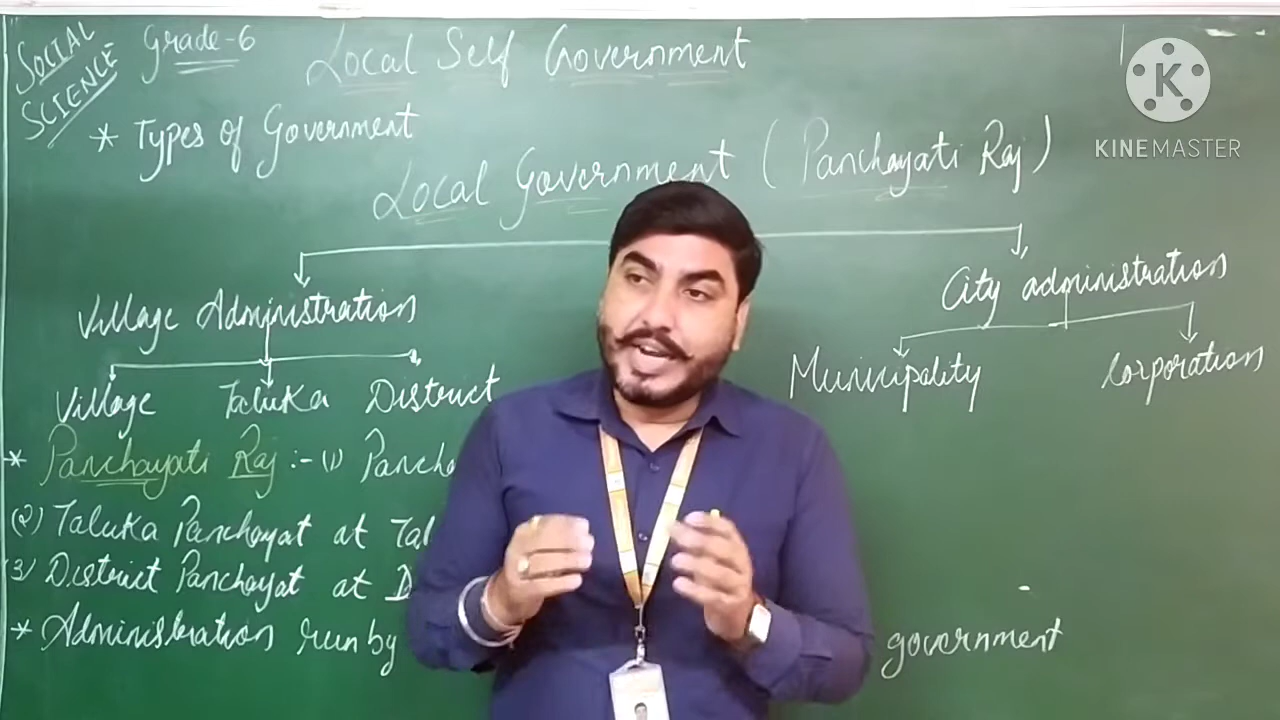 SOCIAL SCIENCE
Grade-6
Local Self Government
* Types of Government
Local Government (Panchayati Raj)
Village Administration
City administration
Village Taluka District
Municipality Corporation
* Panchayati Raj :- (1)
(2) Taluka Panchayat at
(3) District Panchayat at
* Administration run by
government
K
KINEMASTER